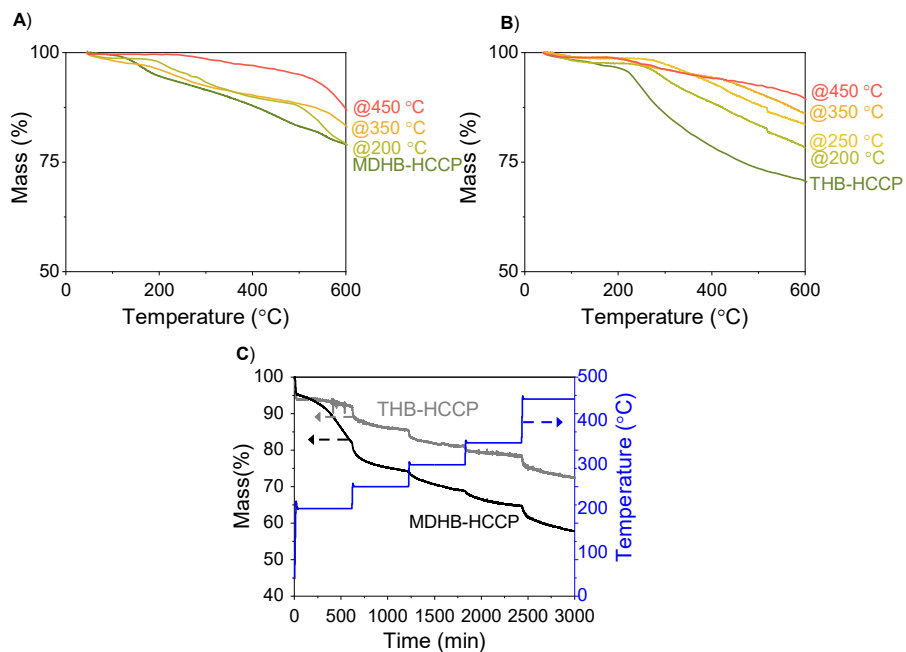 A)
100
75
50
Mass (%)
0
200
400
600
Temperature (°C)
@450 °C
@350 °C
@200 °C
MDHB-HCCP
B)
100
75
50
Mass (%)
0
200
400
600
Temperature (°C)
@450 °C
@350 °C
@250 °C
@200 °C
THB-HCCP
C)
100
90
80
70
60
50
40
Mass(%)
THB-HCCP
MDHB-HCCP
500
400
300
200
100
0
Temperature (°C)
0
500
1000
1500
2000
2500
3000
Time (min)